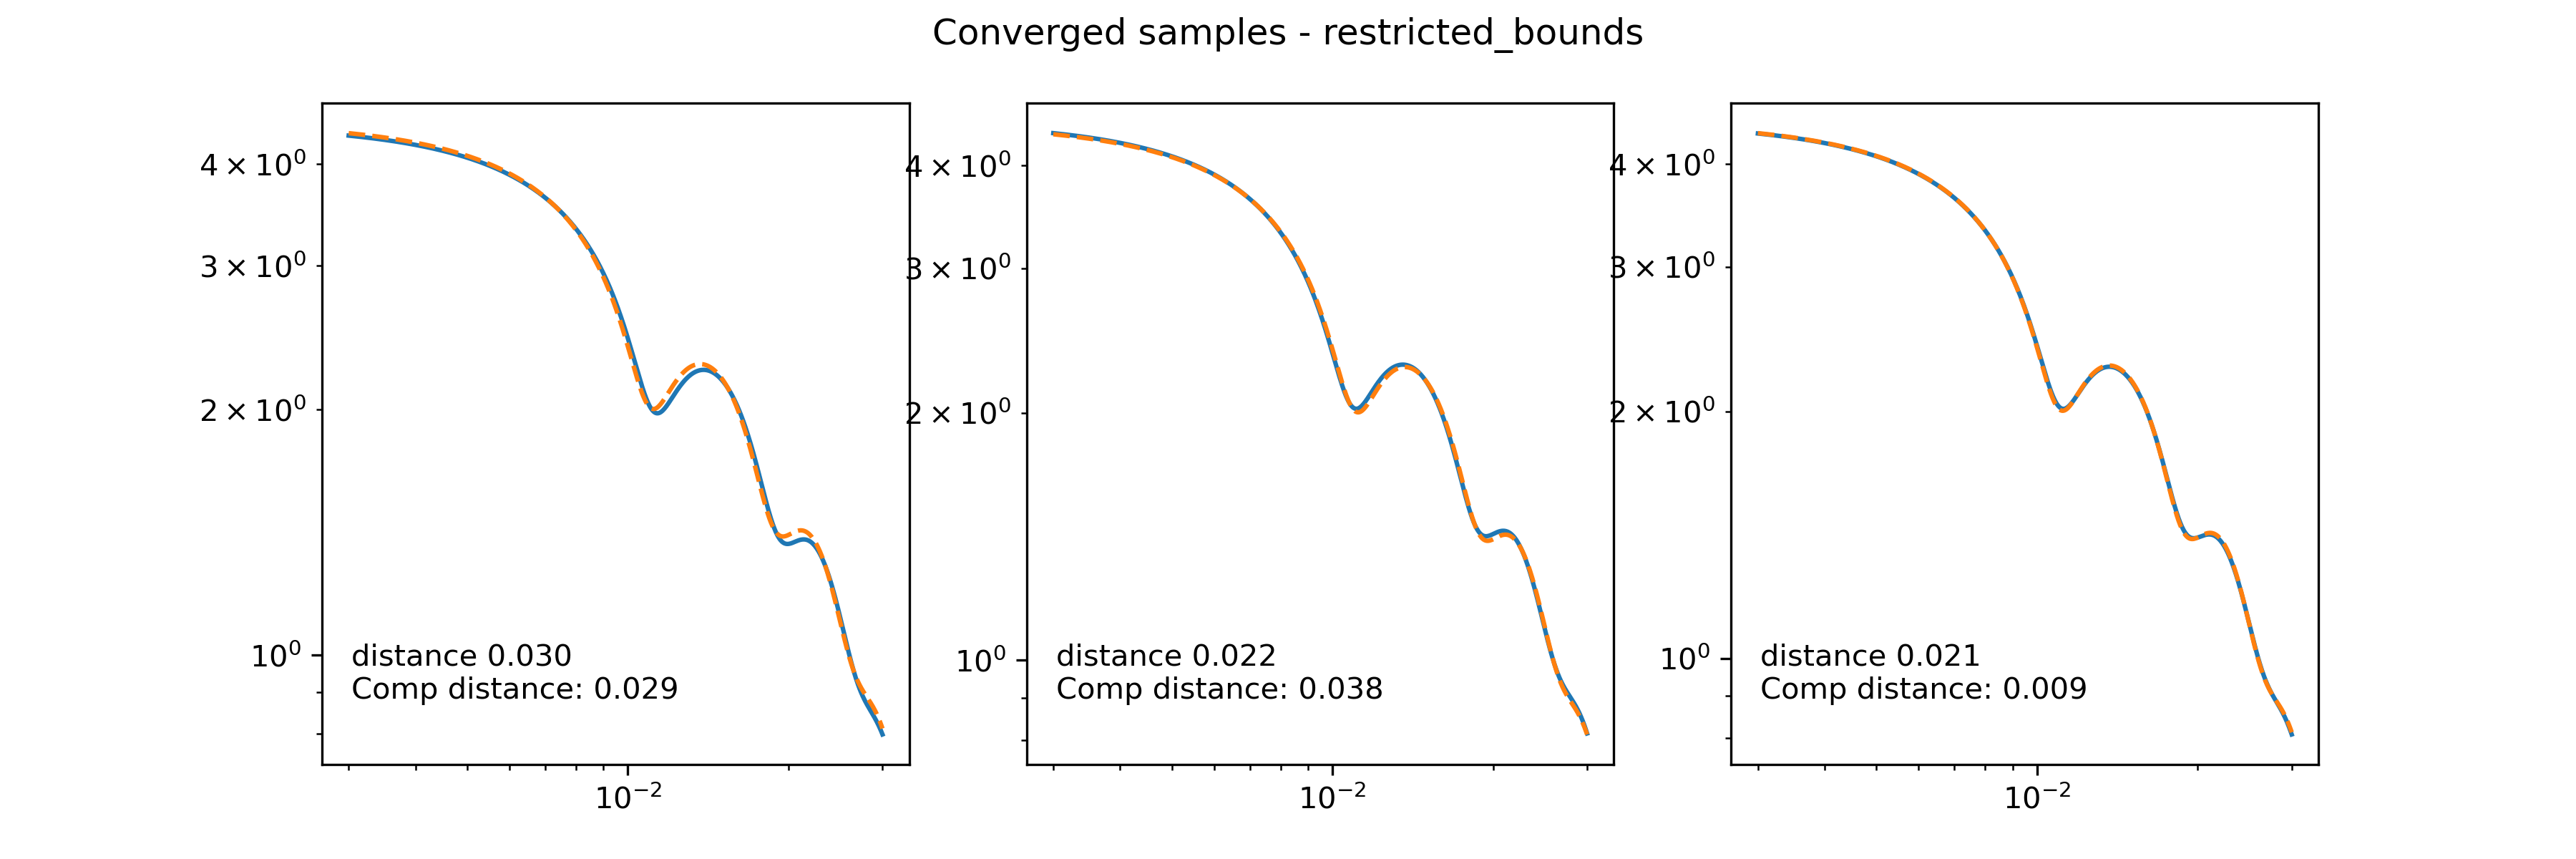 Converged samples - restricted_bounds
4×10⁰
3×10⁰
2×10⁰
10⁰
distance 0.030
Comp distance: 0.029
10⁻²
4×10⁰
3×10⁰
2×10⁰
10⁰
distance 0.022
Comp distance: 0.038
10⁻²
4×10⁰
3×10⁰
2×10⁰
10⁰
distance 0.021
Comp distance: 0.009
10⁻²